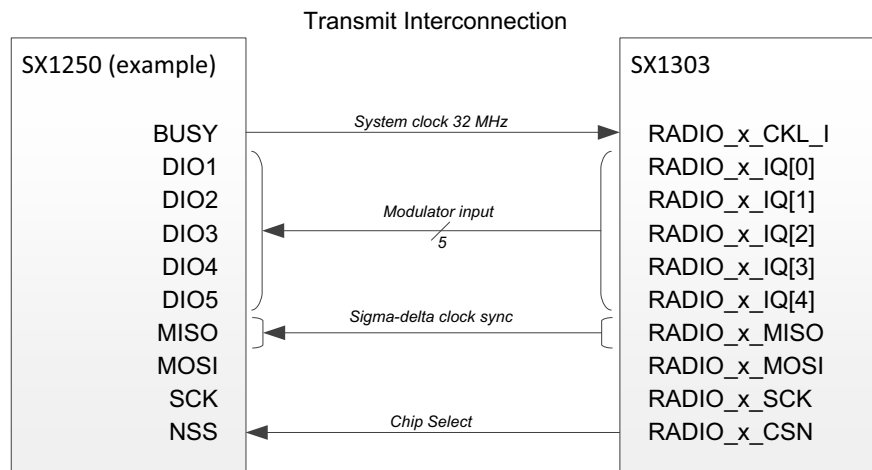 Transmit Interconnection
SX1250 (example)
SX1303
BUSY
System clock 32 MHz
RADIO_x_CKL_I
DIO1
RADIO_x_IQ[0]
DIO2
RADIO_x_IQ[1]
DIO3
Modulator input
5
RADIO_x_IQ[2]
DIO4
RADIO_x_IQ[3]
DIO5
RADIO_x_IQ[4]
MISO
Sigma-delta clock sync
RADIO_x_MISO
MOSI
RADIO_x_MOSI
SCK
RADIO_x_SCK
NSS
Chip Select
RADIO_x_CSN